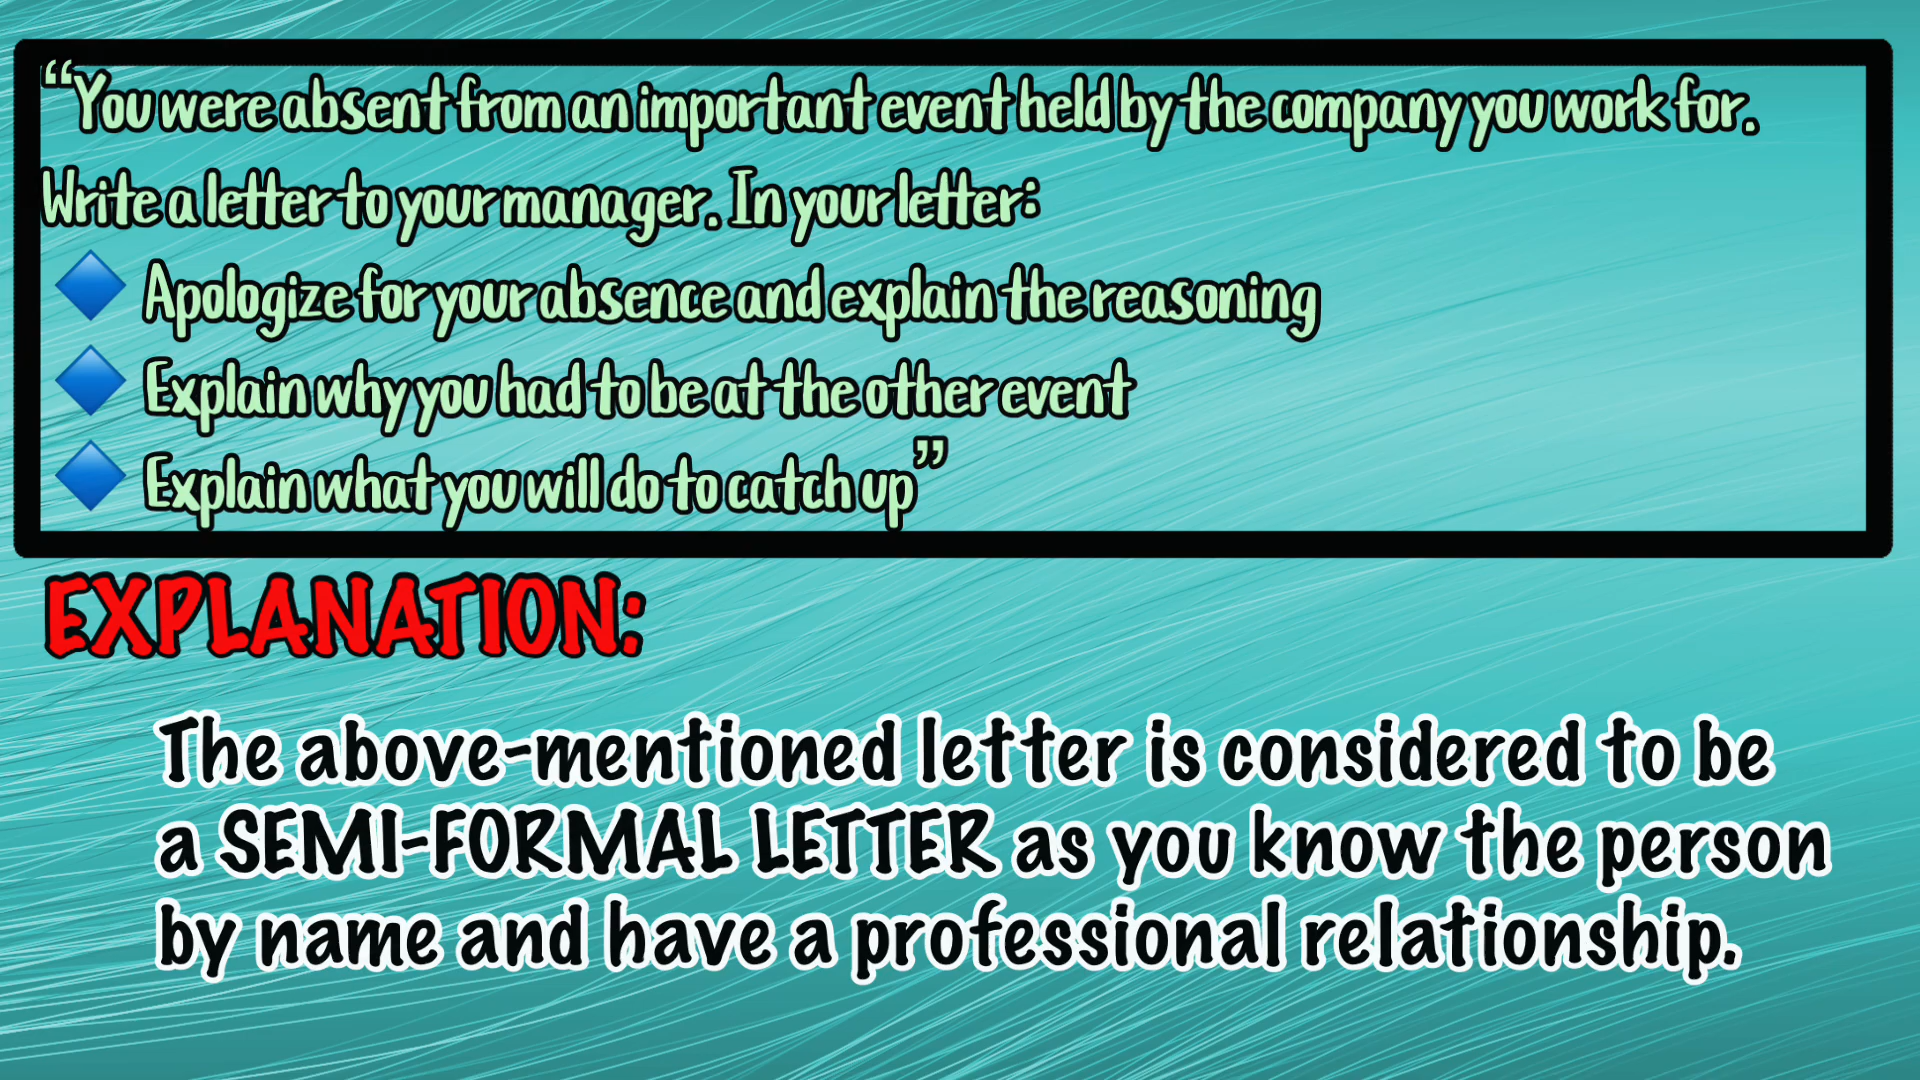 “You were absent from an important event held by the company you work for.
Write a letter to your manager. In your letter:
Apologize for your absence and explain the reasoning
Explain why you had to be at the other event
Explain what you will do to catch up”
EXPLANATION:
The above-mentioned letter is considered to be
a SEMI-FORMAL LETTER as you know the person
by name and have a professional relationship.